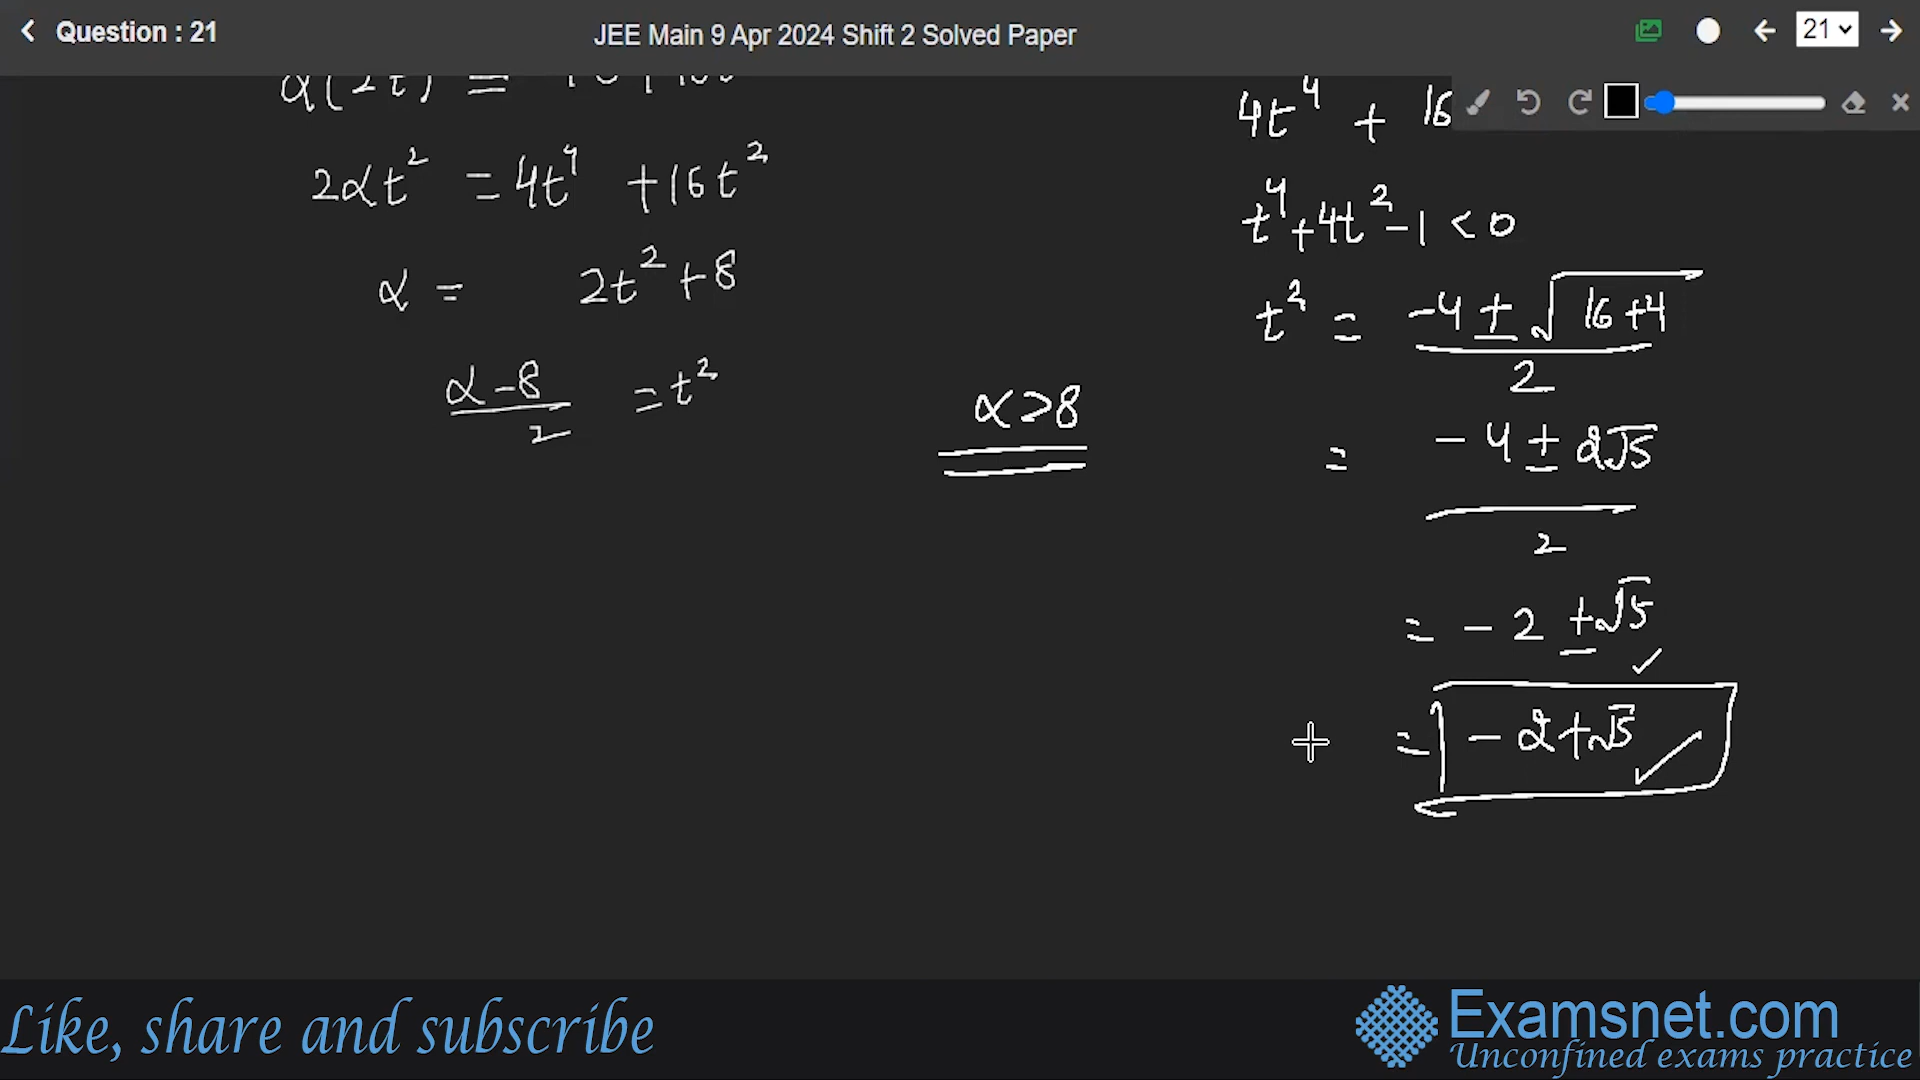 Question : 21
JEE Main 9 Apr 2024 Shift 2 Solved Paper
21
α(2t) =
2αt² = 4t⁴ + 16t²
α = 2t² + 8
α - 8 / 2 = t²
α > 8
4t⁴ + 16
t⁴ + 4t² - 1 < 0
t² = -4 ± √16 + 4 / 2
= -4 ± 2√5 / 2
= -2 ± √5
= -2 + √5
Like, share and subscribe
Examsnet.com
Unconfined exams practice